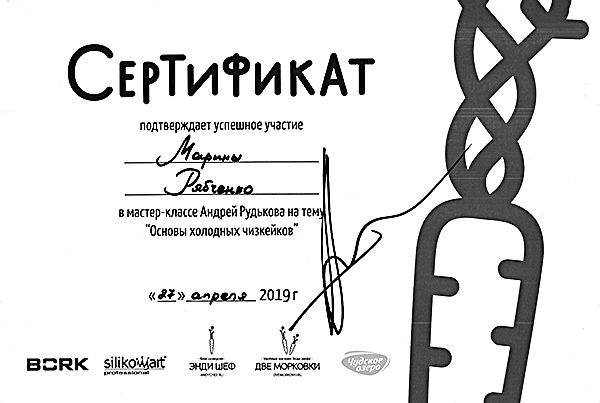 СЕРТИФИКАТ
подтверждает успешное участие
Марины
Рябченко
в мастер-классе Андрей Рудькова на тему
“Основы холодных чизкейков”
«27» апреля 2019 г
BORK
silikomart
professional
ЭНДИ ШЕФ
ДВЕ МОРКОВКИ
Чудское
озеро